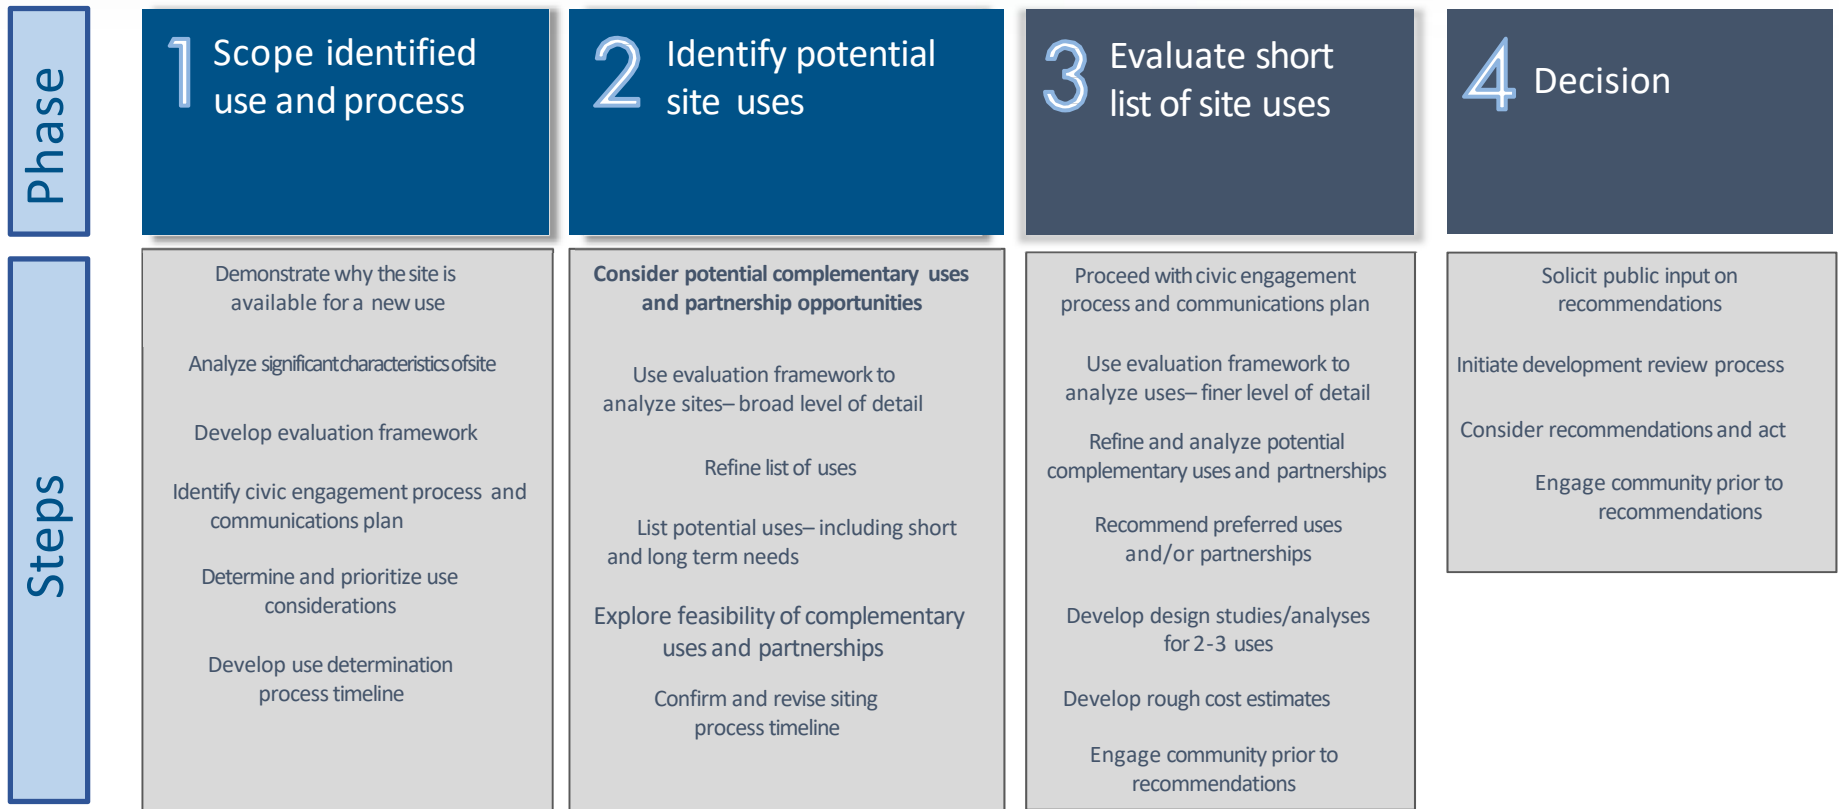 Phase
1 Scope identified
use and process
2 Identify potential
site uses
3 Evaluate short
list of site uses
4 Decision
Steps
Demonstrate why the site is
available for a new use
Analyze significant characteristics of site
Develop evaluation framework
Identify civic engagement process and
communications plan
Determine and prioritize use
considerations
Develop use determination
process timeline
Consider potential complementary uses
and partnership opportunities
Use evaluation framework to
analyze sites– broad level of detail
Refine list of uses
List potential uses– including short
and long term needs
Explore feasibility of complementary
uses and partnerships
Confirm and revise siting
process timeline
Proceed with civic engagement
process and communications plan
Use evaluation framework to
analyze uses– finer level of detail
Refine and analyze potential
complementary uses and partnerships
Recommend preferred uses
and/or partnerships
Develop design studies/analyses
for 2-3 uses
Develop rough cost estimates
Engage community prior to
recommendations
Solicit public input on
recommendations
Initiate development review process
Consider recommendations and act
Engage community prior to
recommendations